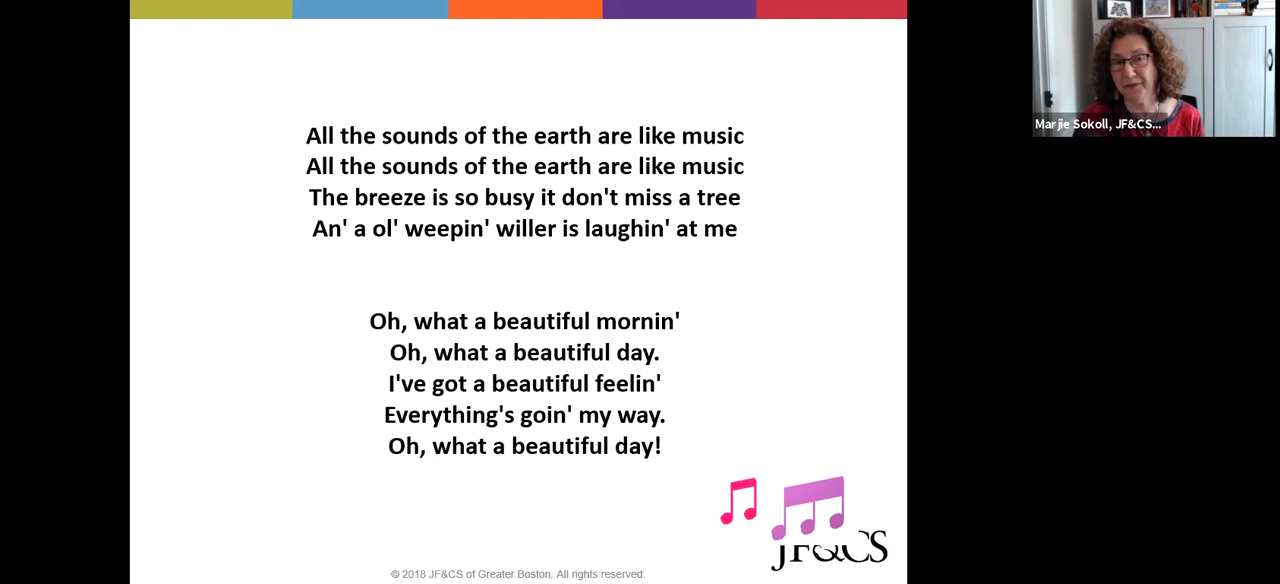 All the sounds of the earth are like music
All the sounds of the earth are like music
The breeze is so busy it don't miss a tree
An' a ol' weepin' willer is laughin' at me
Oh, what a beautiful mornin'
Oh, what a beautiful day.
I've got a beautiful feelin'
Everything's goin' my way.
Oh, what a beautiful day!
JF&CS
© 2018 JF&CS of Greater Boston. All rights reserved.
Marjie Sokoll, JF&CS...